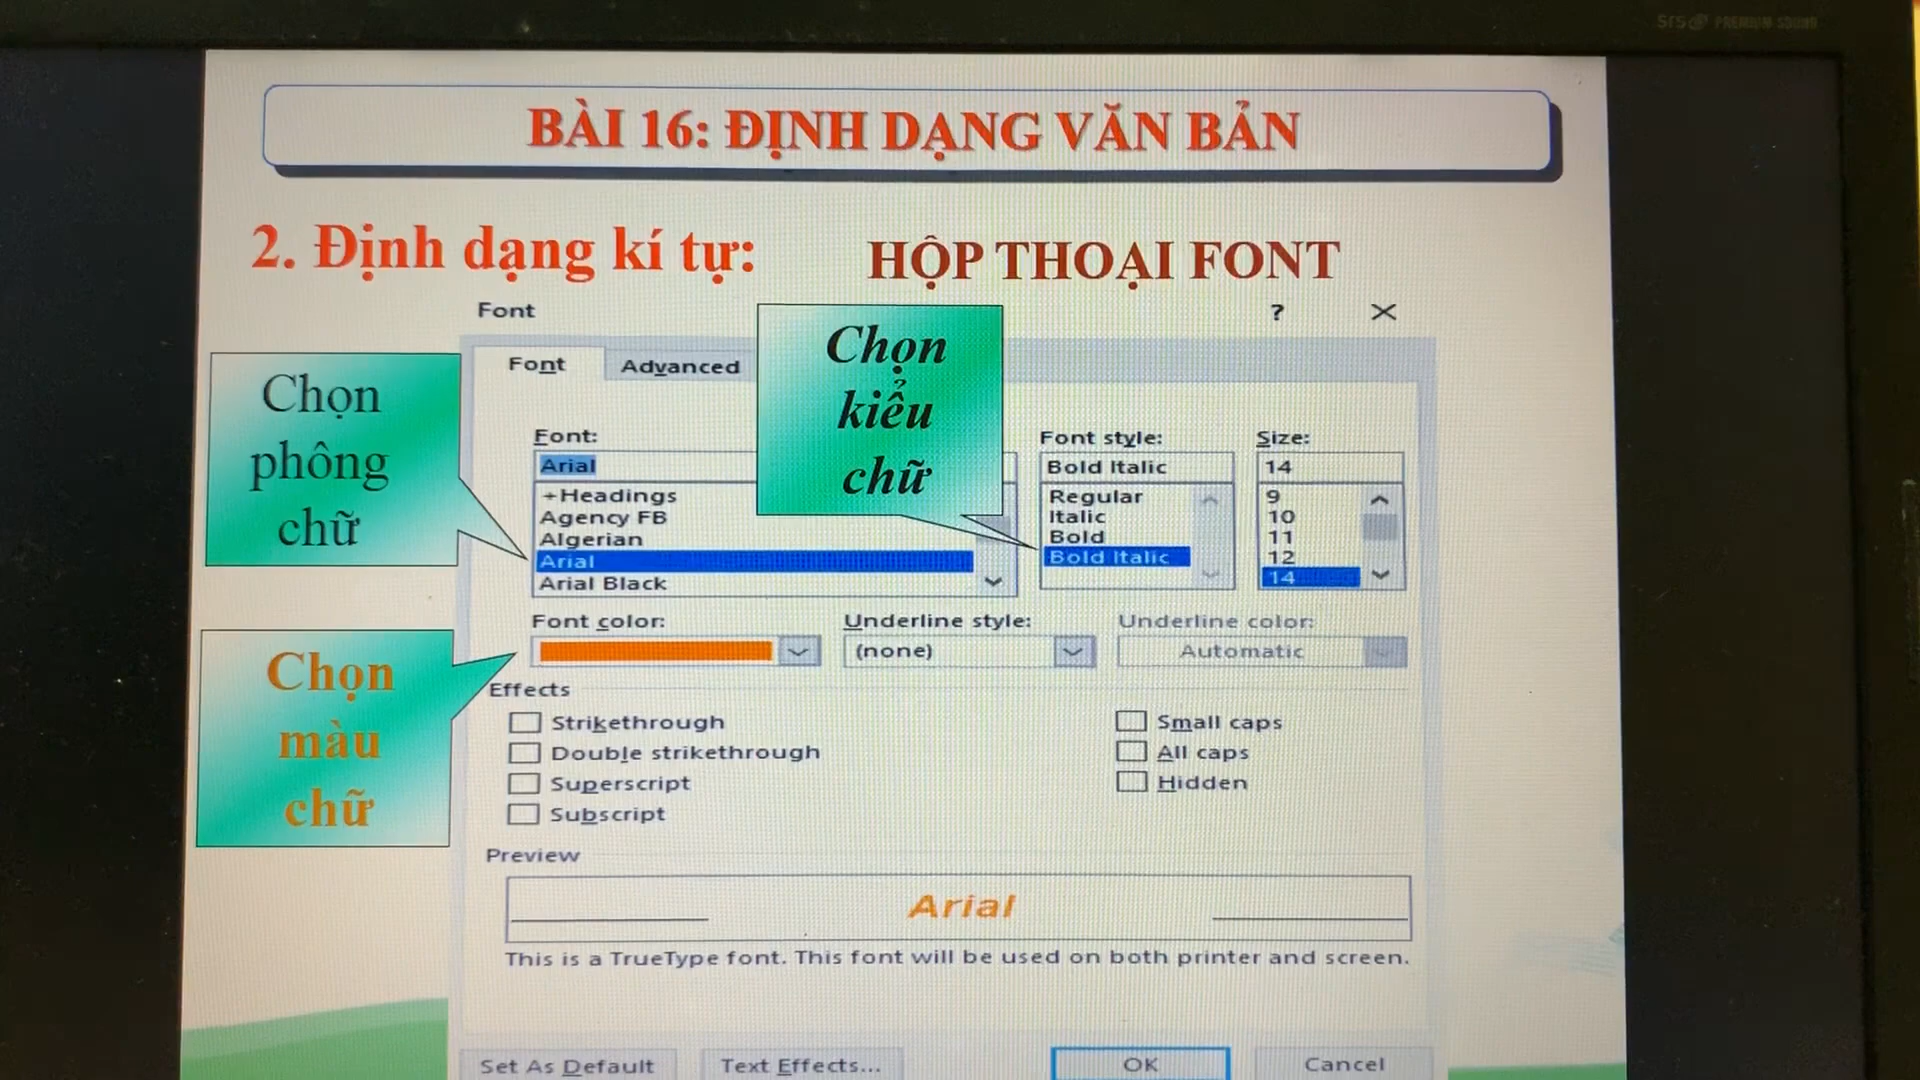 SRS PREMIUM SOUND
BÀI 16: ĐỊNH DẠNG VĂN BẢN
2. Định dạng kí tự:
HỘP THOẠI FONT
Font
?
Font
Advanced
Chọn
kiểu
chữ
Chọn
phông
chữ
Font:
Arial
+Headings
Agency FB
Algerian
Arial
Arial Black
Font style:
Bold Italic
Regular
Italic
Bold
Bold Italic
Size:
14
9
10
11
12
14
Chọn
màu
chữ
Font color:
Underline style:
(none)
Underline color:
Automatic
Effects
Strikethrough
Double strikethrough
Superscript
Subscript
Small caps
All caps
Hidden
Preview
Arial
This is a TrueType font. This font will be used on both printer and screen.
Set As Default
Text Effects...
OK
Cancel